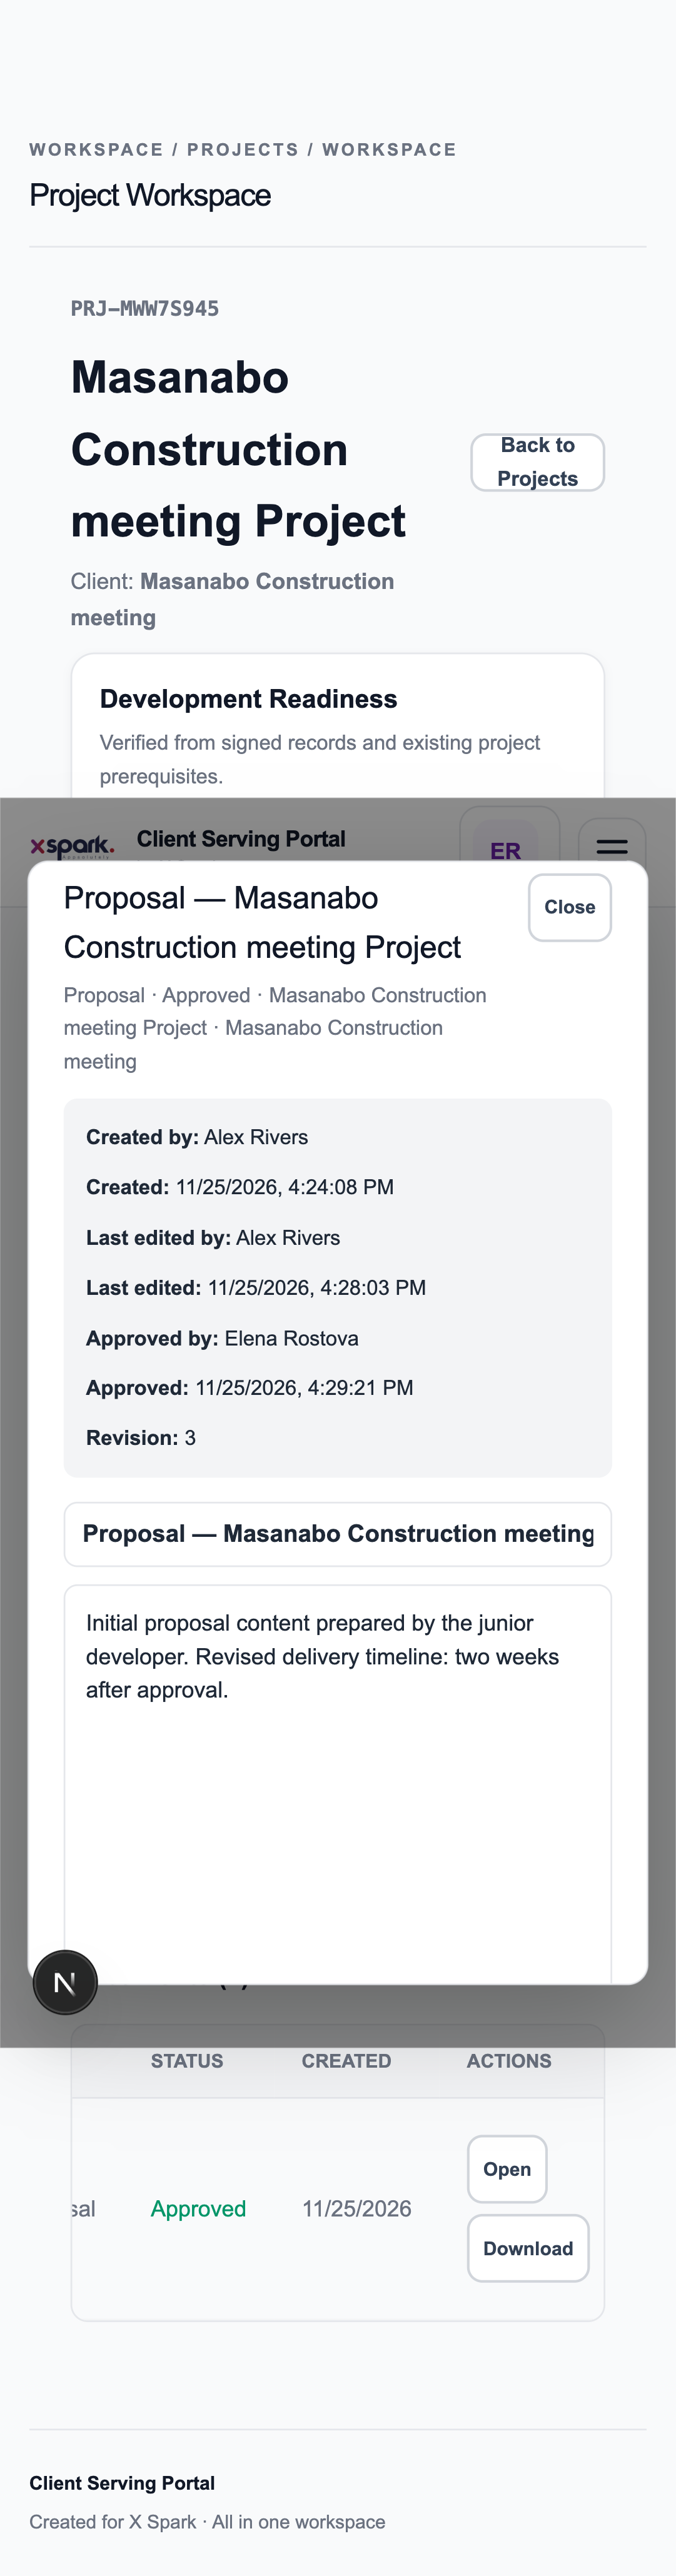 WORKSPACE / PROJECTS / WORKSPACE
Project Workspace
PRJ-MWW7S945
Masanabo
Construction
meeting Project
Back to
Projects
Client: Masanabo Construction
meeting
Development Readiness
Verified from signed records and existing project
prerequisites.
xspark.
Client Serving Portal
ER
Proposal — Masanabo
Construction meeting Project
Close
Proposal · Approved · Masanabo Construction
meeting Project · Masanabo Construction
meeting
Created by: Alex Rivers
Created: 11/25/2026, 4:24:08 PM
Last edited by: Alex Rivers
Last edited: 11/25/2026, 4:28:03 PM
Approved by: Elena Rostova
Approved: 11/25/2026, 4:29:21 PM
Revision: 3
Proposal — Masanabo Construction meeting
Initial proposal content prepared by the junior
developer. Revised delivery timeline: two weeks
after approval.
N
STATUS CREATED ACTIONS
sal Approved 11/25/2026
Open
Download
Client Serving Portal
Created for X Spark · All in one workspace